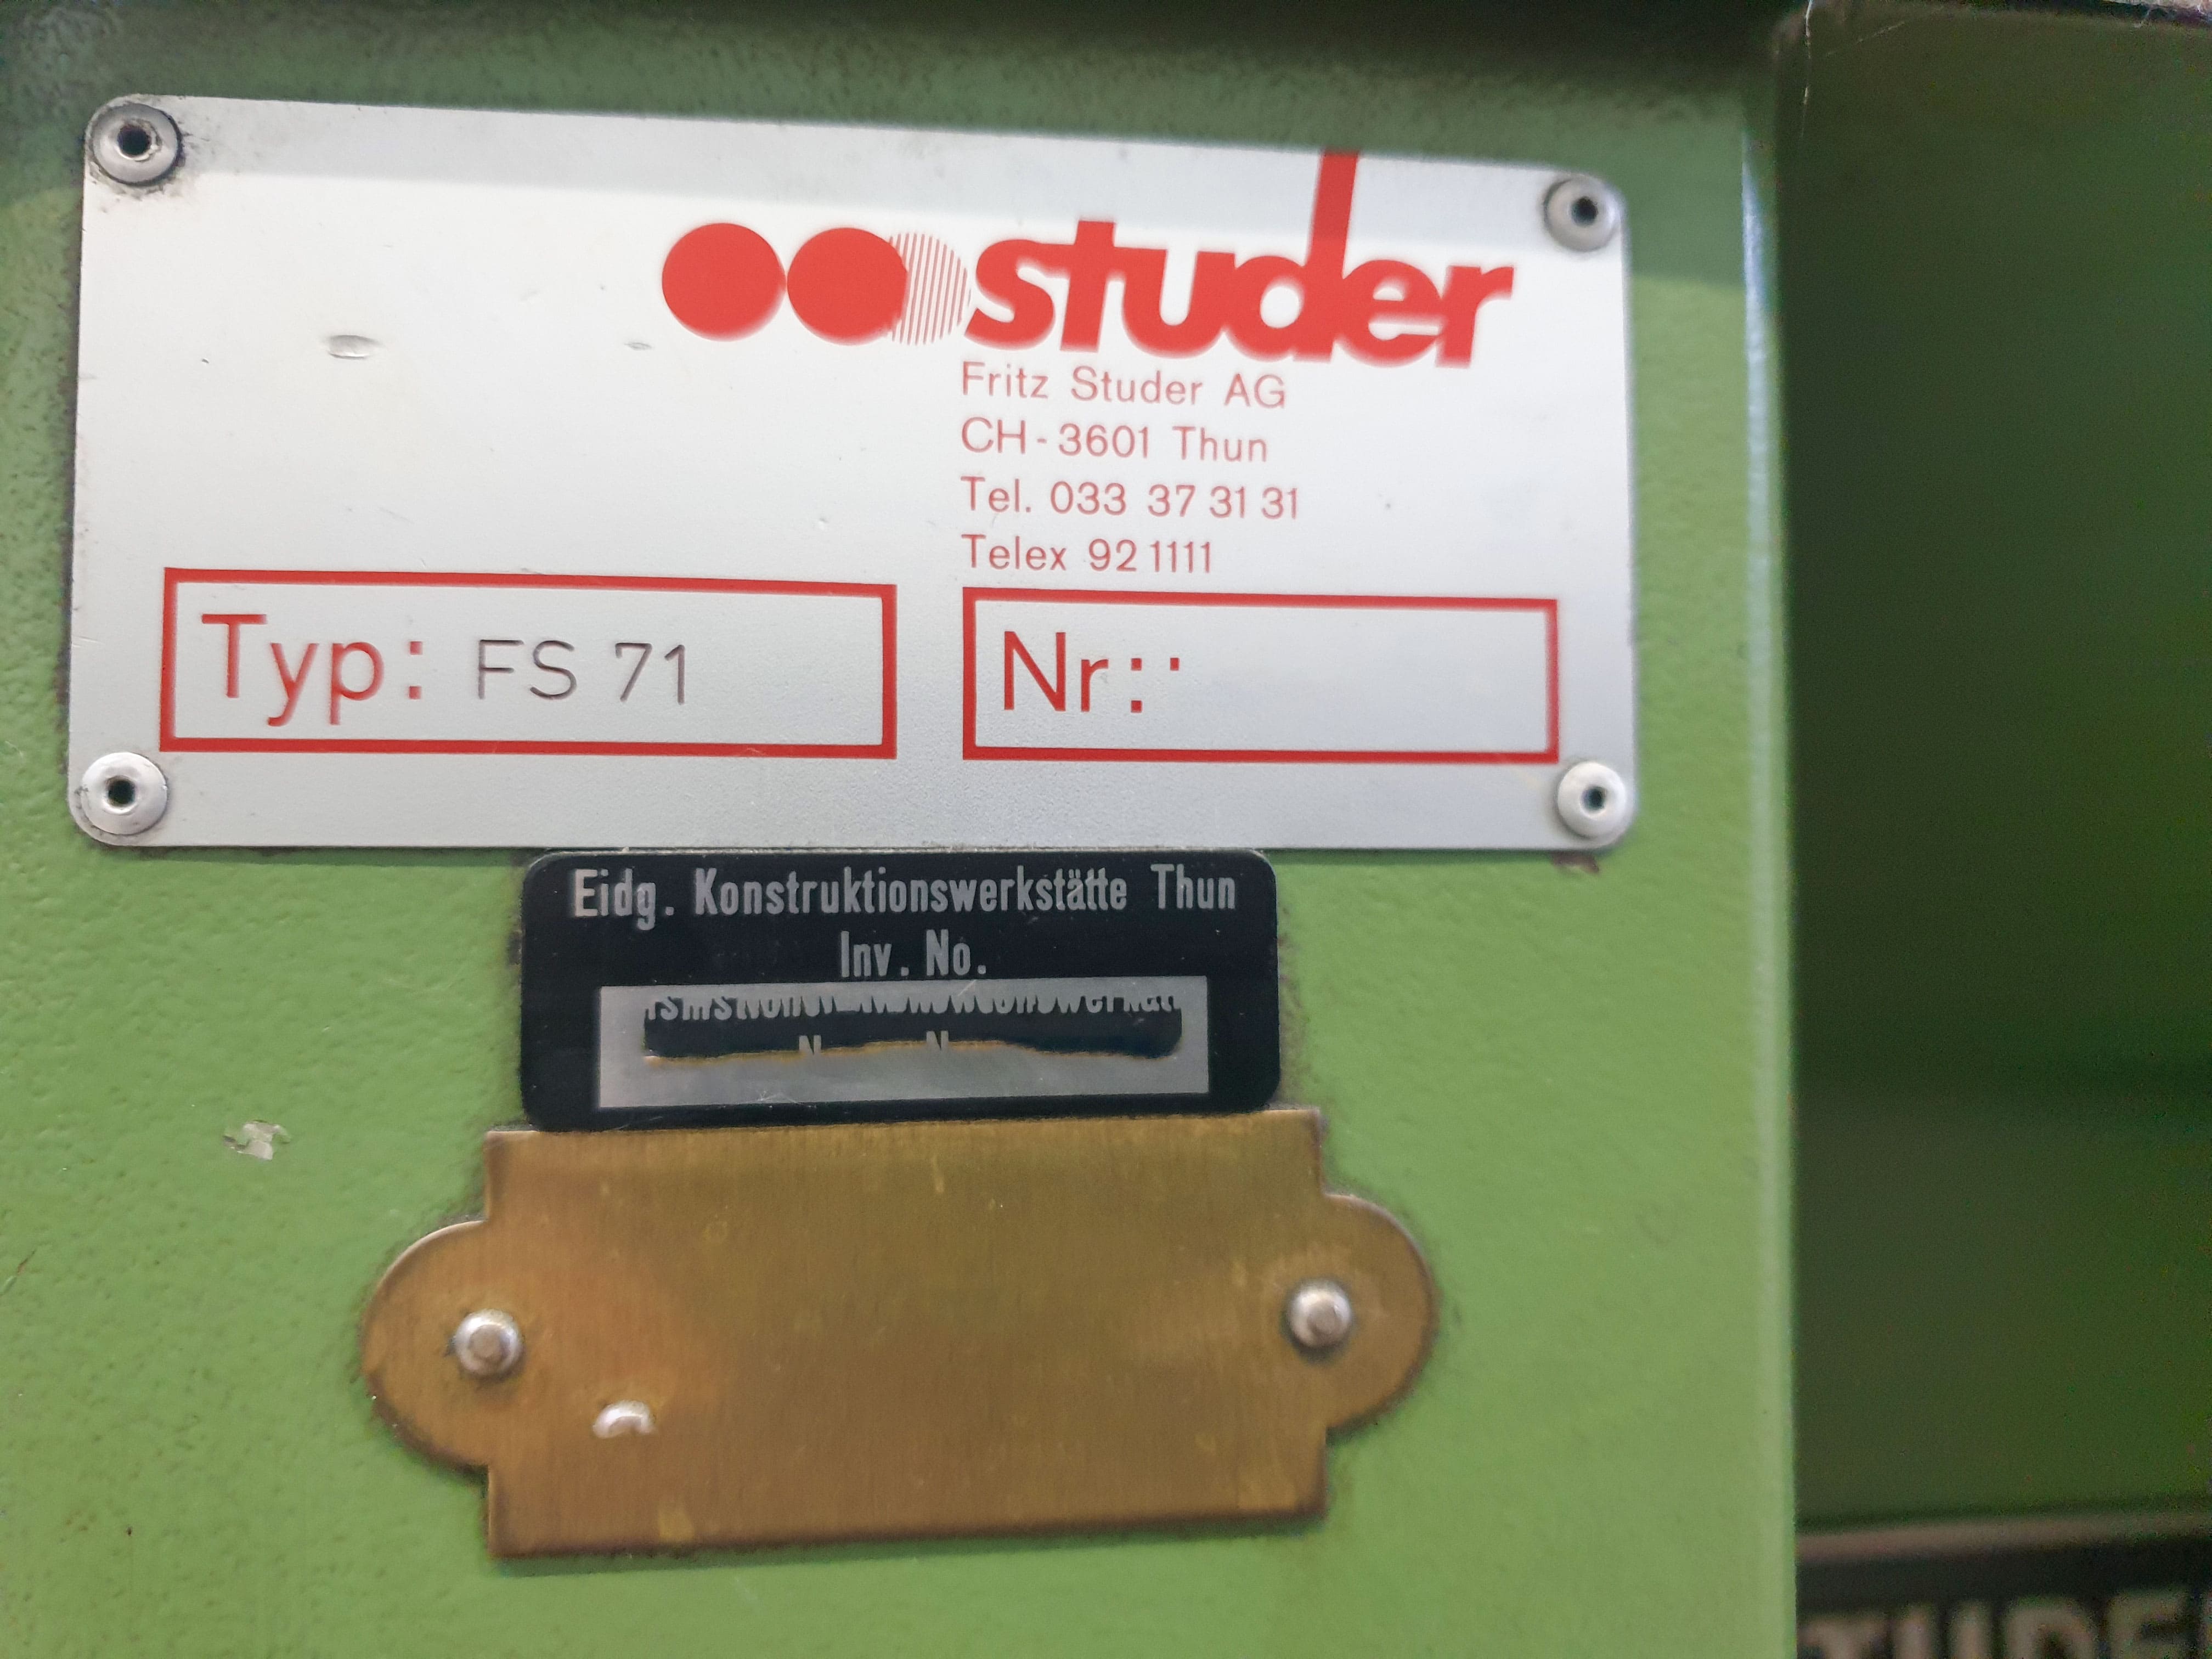 studer
Fritz Studer AG
CH-3601 Thun
Tel. 033 37 31 31
Telex 92 1111
Typ: FS 71
Nr:
Eidg. Konstruktionswerkstätte Thun
Inv. No.